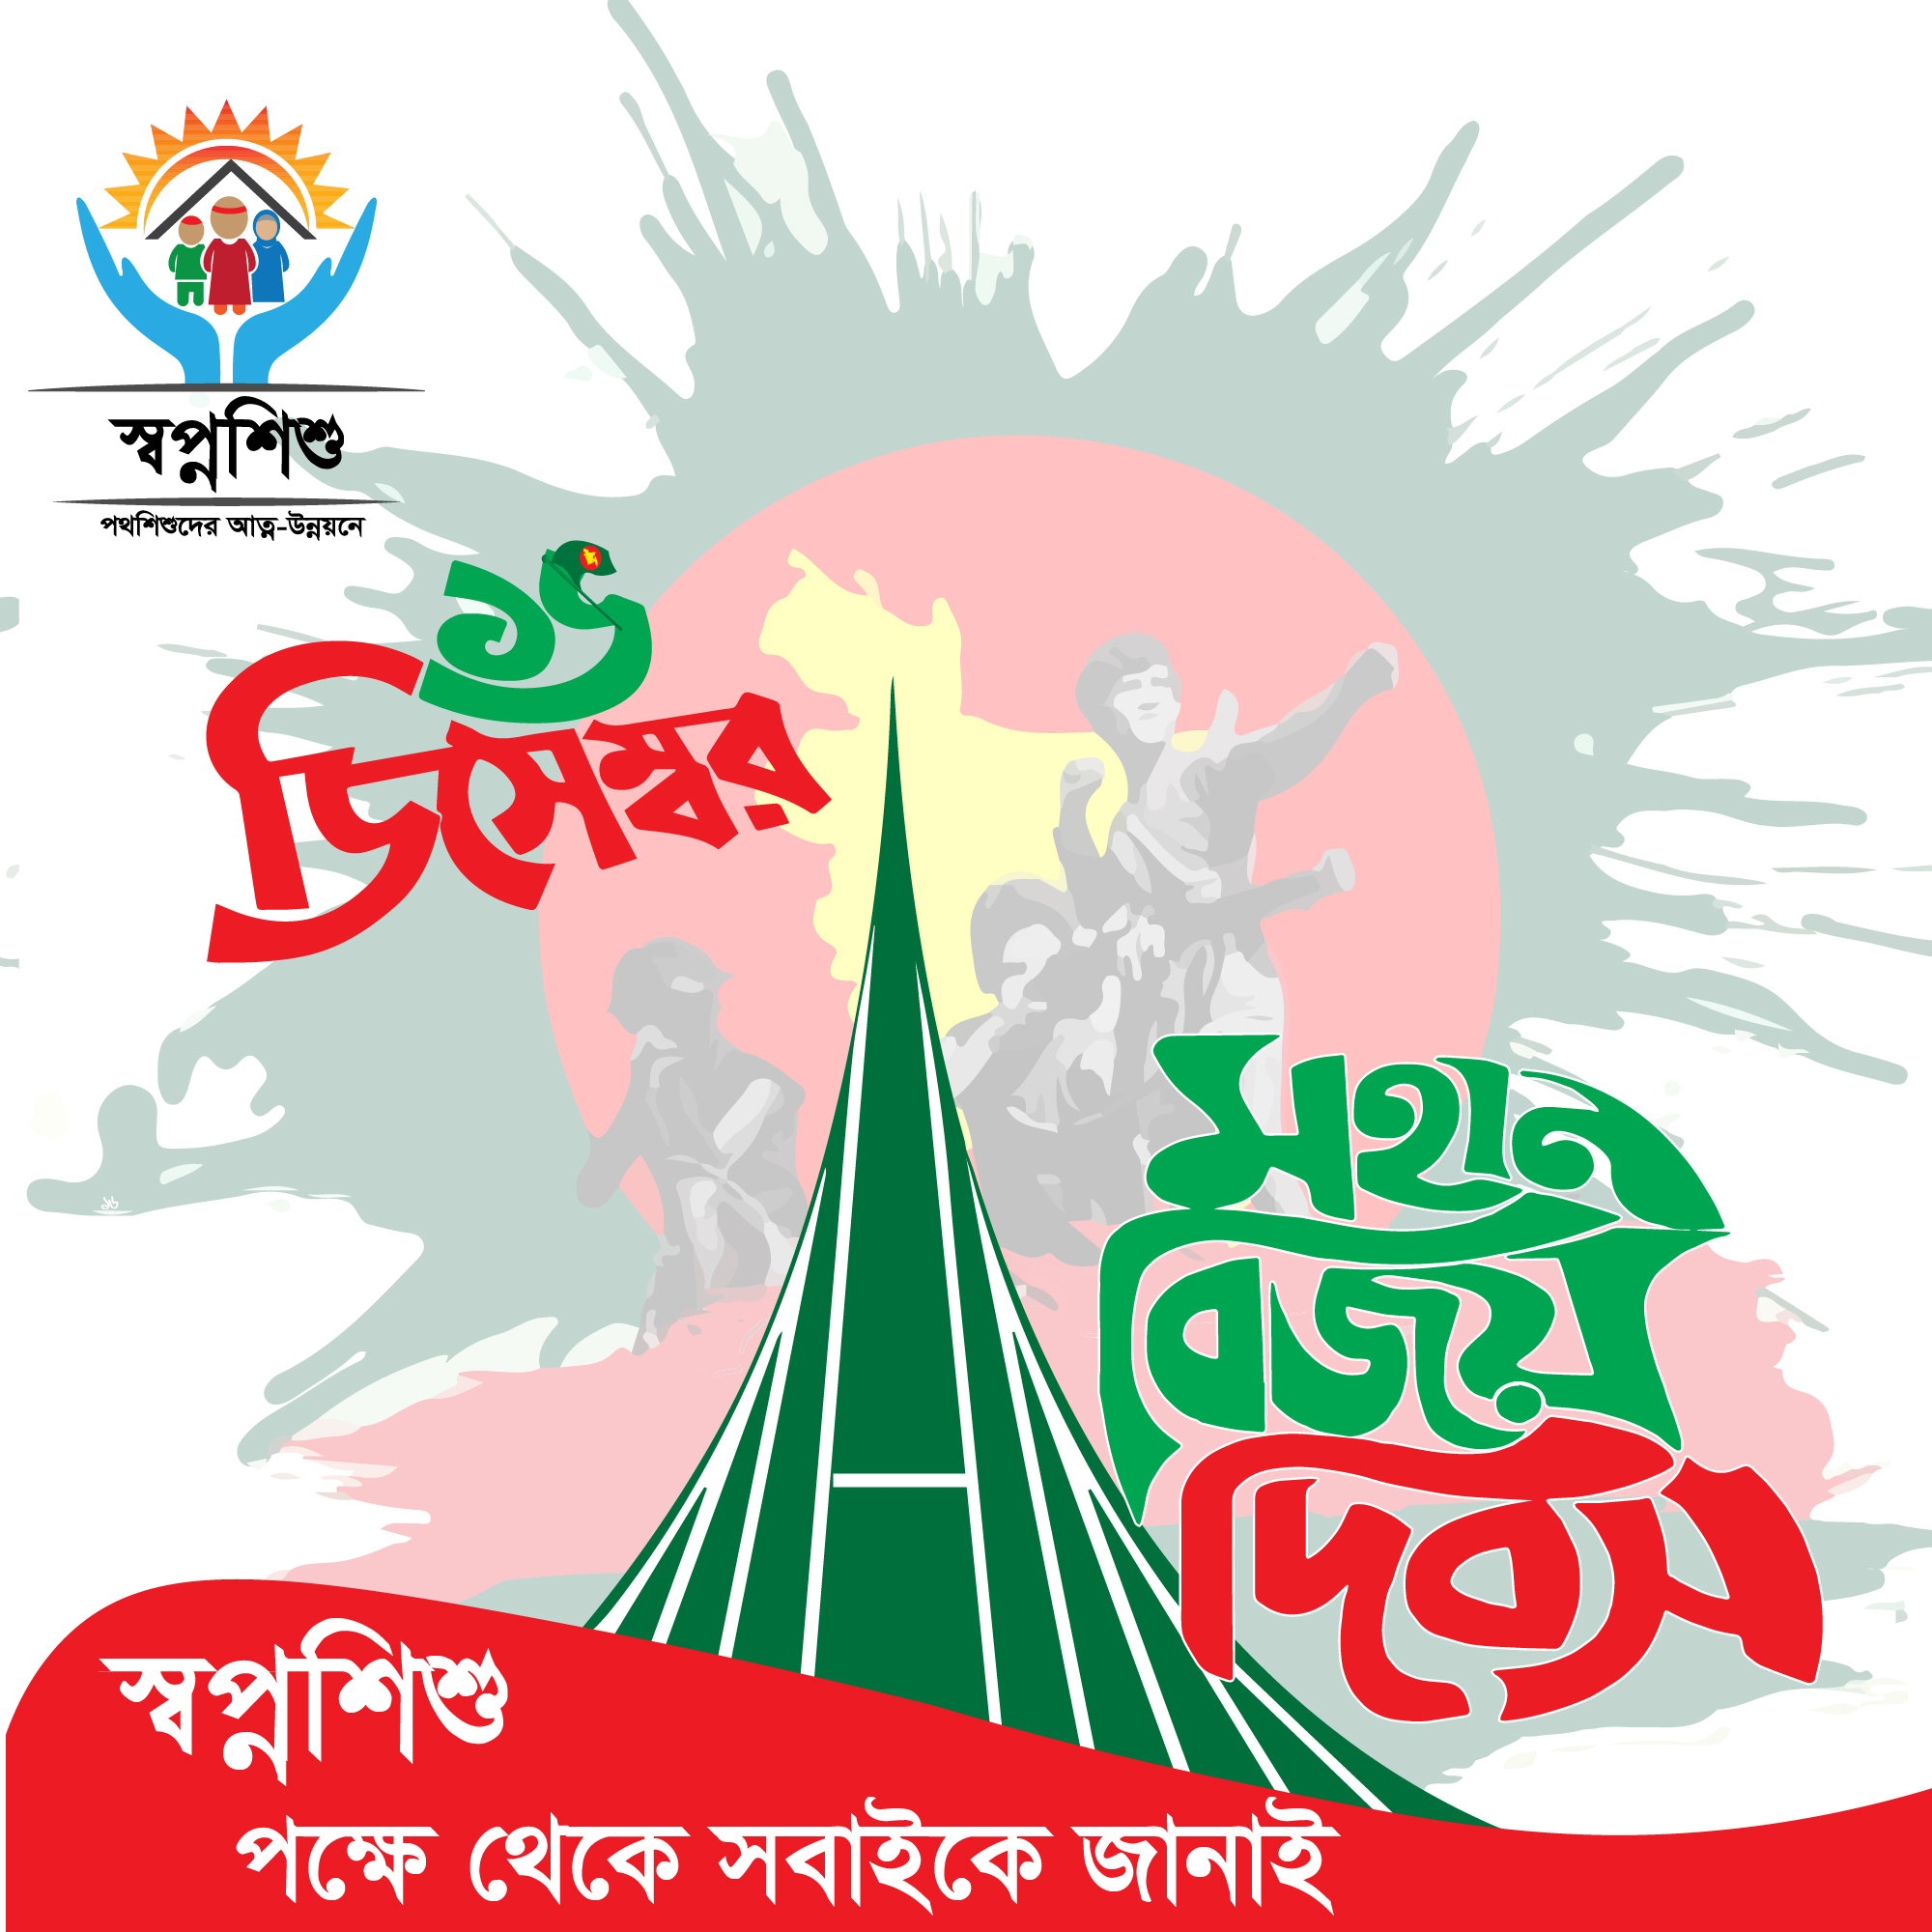 স্বপ্নশিশু
পথশিশুদের আত্ন-উন্নয়নে
১৬
ডিসেম্বর
মহান
বিজয়
দিবস
স্বপ্নশিশু
পক্ষে থেকে সবাইকে জানাই